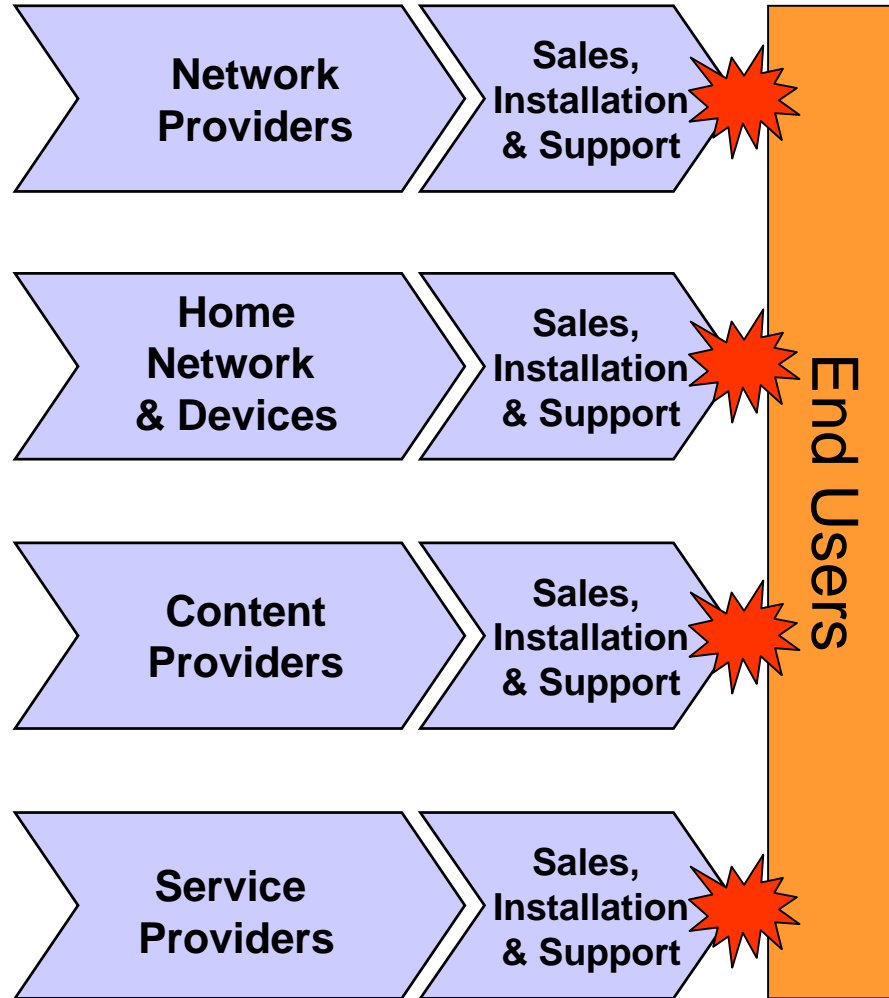 Network
Providers
Sales,
Installation
& Support
Home
Network
& Devices
Sales,
Installation
& Support
Content
Providers
Sales,
Installation
& Support
Service
Providers
Sales,
Installation
& Support
End Users